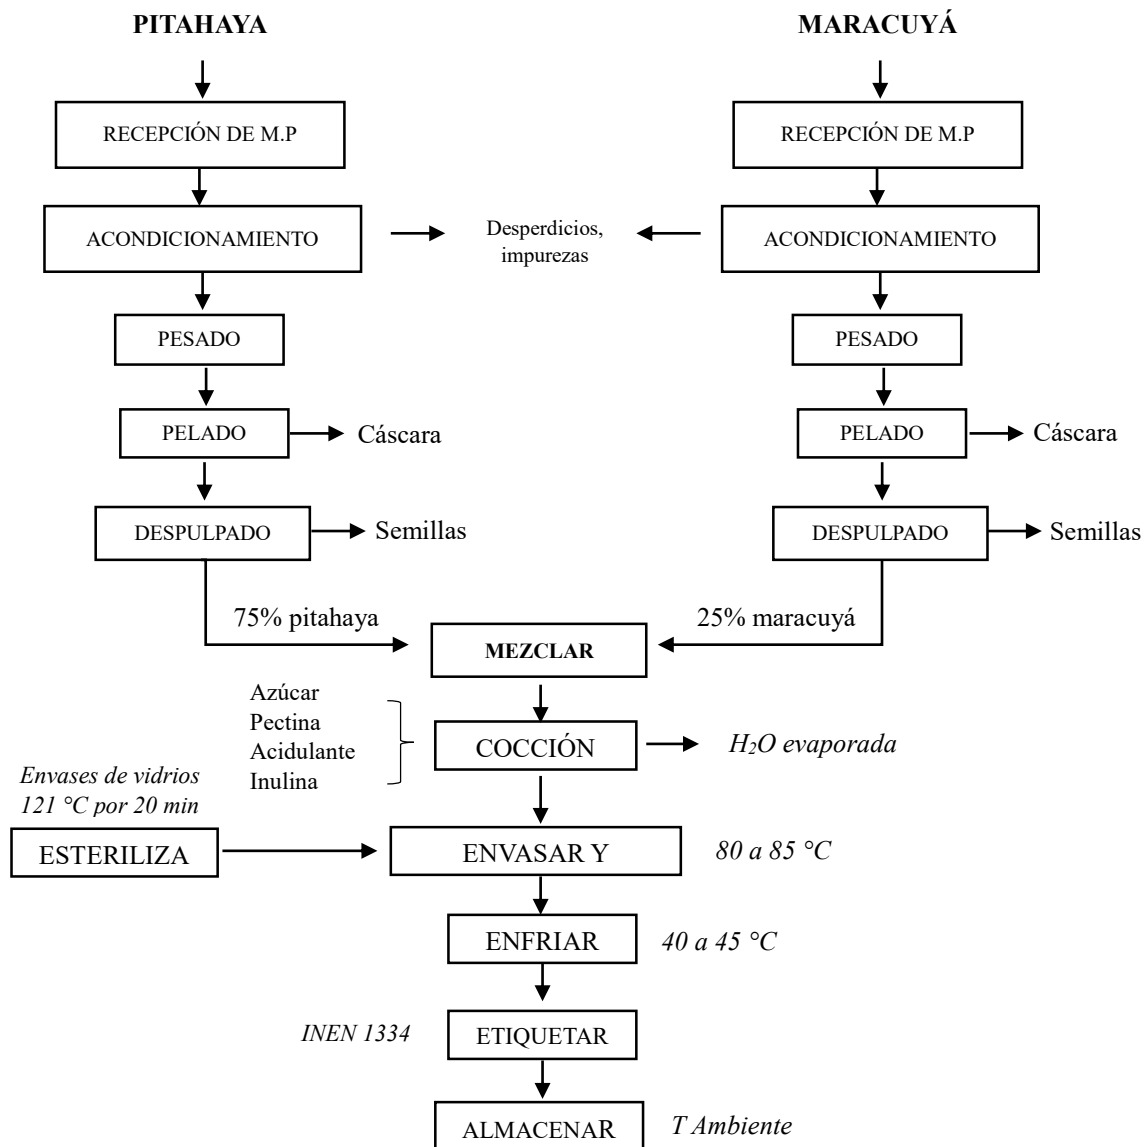 PITAHAYA
MARACUYÁ
RECEPCIÓN DE M.P
RECEPCIÓN DE M.P
ACONDICIONAMIENTO
Desperdicios,
impurezas
ACONDICIONAMIENTO
PESADO
PESADO
PELADO
Cáscara
PELADO
Cáscara
DESPULPADO
Semillas
DESPULPADO
Semillas
75% pitahaya
25% maracuyá
MEZCLAR
Azúcar
Pectina
Acidulante
Inulina
COCCIÓN
H₂O evaporada
Envases de vidrios
121 °C por 20 min
ESTERILIZA
ENVASAR Y
80 a 85 °C
ENFRIAR
40 a 45 °C
INEN 1334
ETIQUETAR
ALMACENAR
T Ambiente